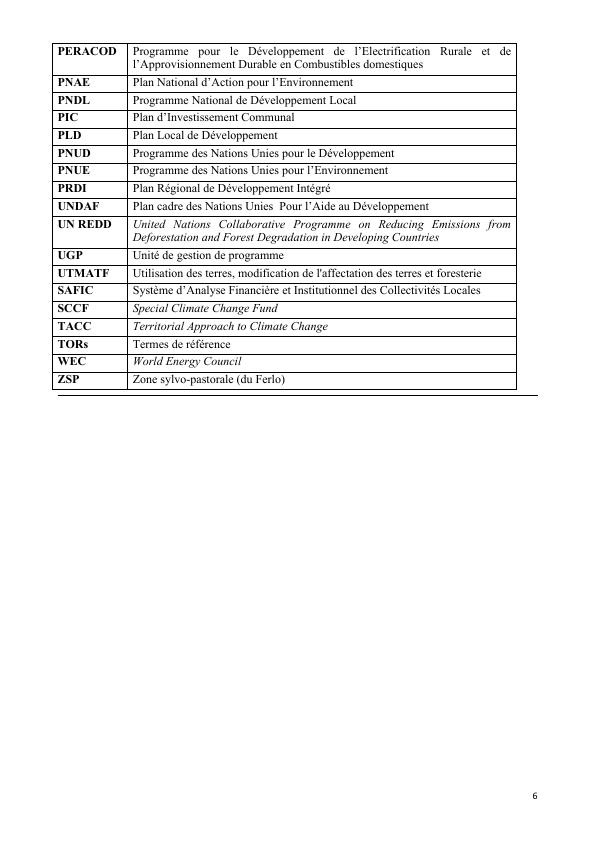 PERACOD Programme pour le Développement de l’Electrification Rurale et de
l’Approvisionnement Durable en Combustibles domestiques
PNAE Plan National d’Action pour l’Environnement
PNDL Programme National de Développement Local
PIC Plan d’Investissement Communal
PLD Plan Local de Développement
PNUD Programme des Nations Unies pour le Développement
PNUE Programme des Nations Unies pour l’Environnement
PRDI Plan Régional de Développement Intégré
UNDAF Plan cadre des Nations Unies  Pour l’Aide au Développement
UN REDD United Nations Collaborative Programme on Reducing Emissions from
Deforestation and Forest Degradation in Developing Countries
UGP Unité de gestion de programme
UTMATF Utilisation des terres, modification de l'affectation des terres et foresterie
SAFIC Système d’Analyse Financière et Institutionnel des Collectivités Locales
SCCF Special Climate Change Fund
TACC Territorial Approach to Climate Change
TORs Termes de référence
WEC World Energy Council
ZSP Zone sylvo-pastorale (du Ferlo)
6